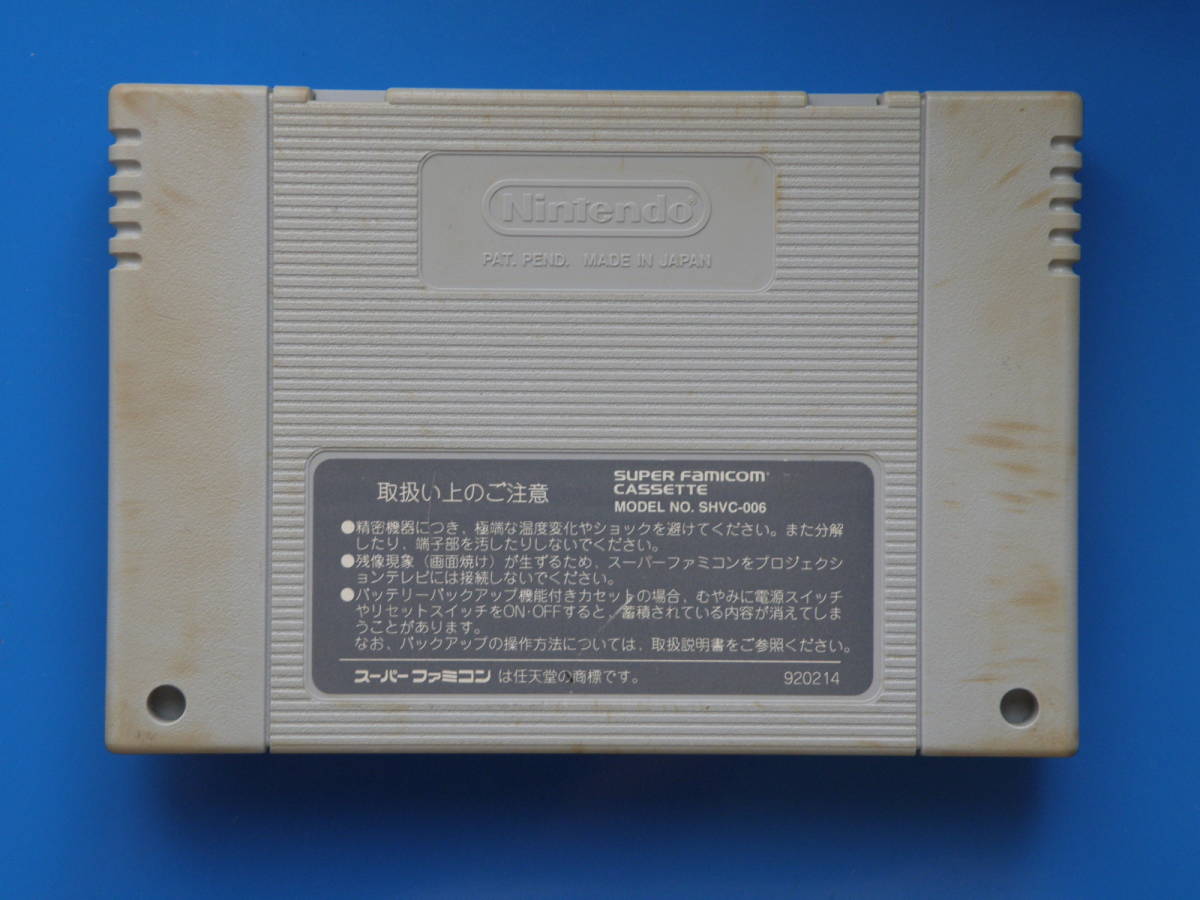 Nintendo®
PAT. PEND. MADE IN JAPAN
取扱い上のご注意
SUPER FAMICOM®
CASSETTE
MODEL NO. SHVC-006
●精密機器につき、極端な温度変化やショックを避けてください。また分解
したり、端子部を汚したりしないでください。
●残像現象（画面焼け）が生ずるため、スーパーファミコンをプロジェクシ
ョンテレビには接続しないでください。
●バッテリーバックアップ機能付きカセットの場合、むやみに電源スイッチ
やリセットスイッチをON・OFFすると、蓄積されている内容が消えてしま
うことがあります。
なお、バックアップの操作方法については、取扱説明書をご参照ください。
スーパーファミコンは任天堂の商標です。
920214